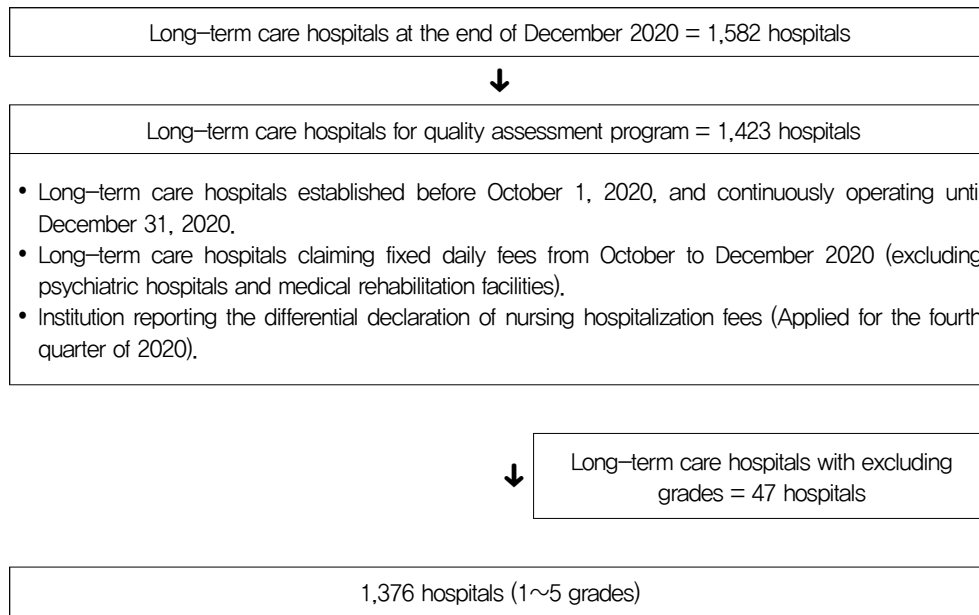 Long–term care hospitals at the end of December 2020 = 1,582 hospitals
Long–term care hospitals for quality assessment program = 1,423 hospitals
• Long–term care hospitals established before October 1, 2020, and continuously operating unti
December 31, 2020.
• Long–term care hospitals claiming fixed daily fees from October to December 2020 (excluding
psychiatric hospitals and medical rehabilitation facilities).
• Institution reporting the differential declaration of nursing hospitalization fees (Applied for the fourth
quarter of 2020).
Long–term care hospitals with excluding
grades = 47 hospitals
1,376 hospitals (1~5 grades)